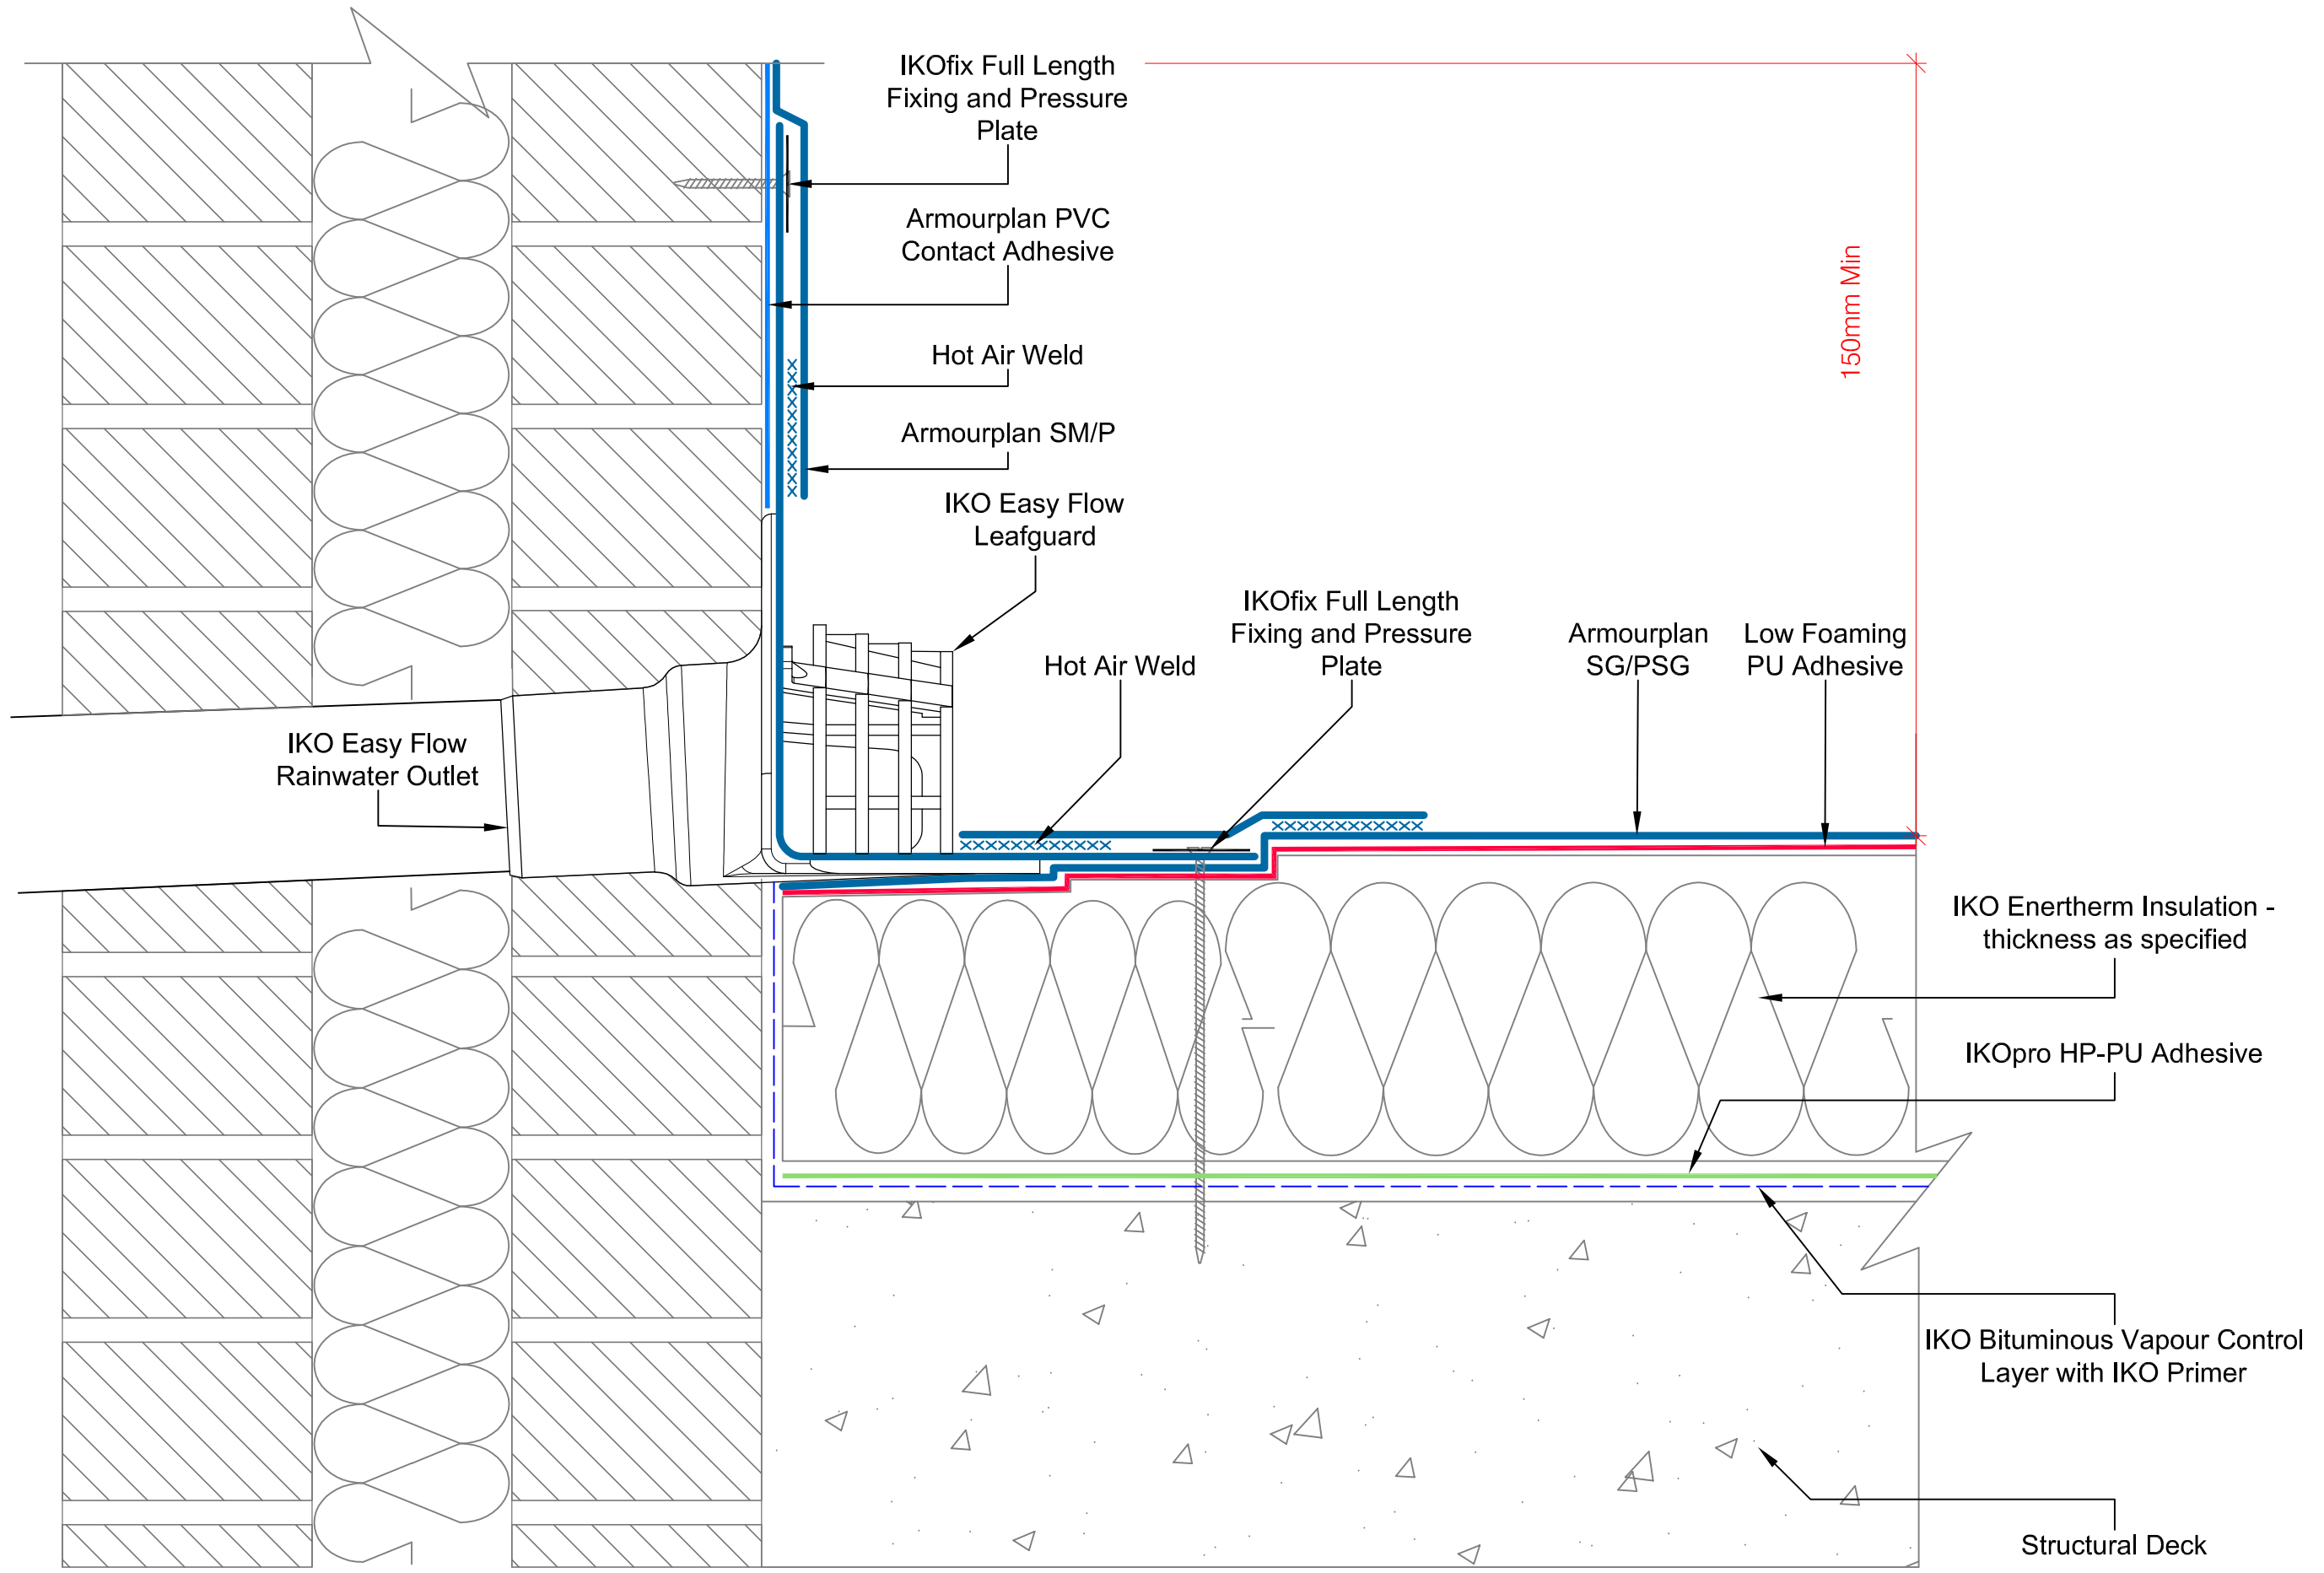 IKOfix Full Length
Fixing and Pressure
Plate
Armourplan PVC
Contact Adhesive
Hot Air Weld
Armourplan SM/P
IKO Easy Flow
Leafguard
150mm Min
IKOfix Full Length
Fixing and Pressure
Plate
Hot Air Weld
Armourplan
SG/PSG
Low Foaming
PU Adhesive
IKO Easy Flow
Rainwater Outlet
IKO Enertherm Insulation -
thickness as specified
IKOpro HP-PU Adhesive
IKO Bituminous Vapour Control
Layer with IKO Primer
Structural Deck